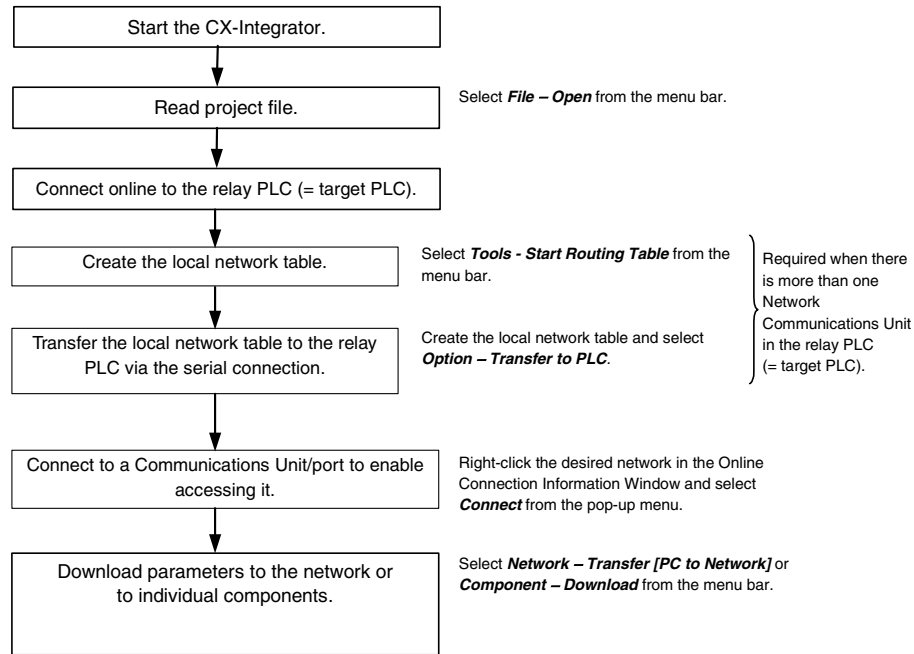 Start the CX-Integrator.
Read project file.
Select File – Open from the menu bar.
Connect online to the relay PLC (= target PLC).
Create the local network table.
Select Tools - Start Routing Table from the
menu bar.
Transfer the local network table to the relay
PLC via the serial connection.
Create the local network table and select
Option – Transfer to PLC.
Required when there
is more than one
Network
Communications Unit
in the relay PLC
(= target PLC).
Connect to a Communications Unit/port to enable
accessing it.
Right-click the desired network in the Online
Connection Information Window and select
Connect from the pop-up menu.
Download parameters to the network or
to individual components.
Select Network – Transfer [PC to Network] or
Component – Download from the menu bar.